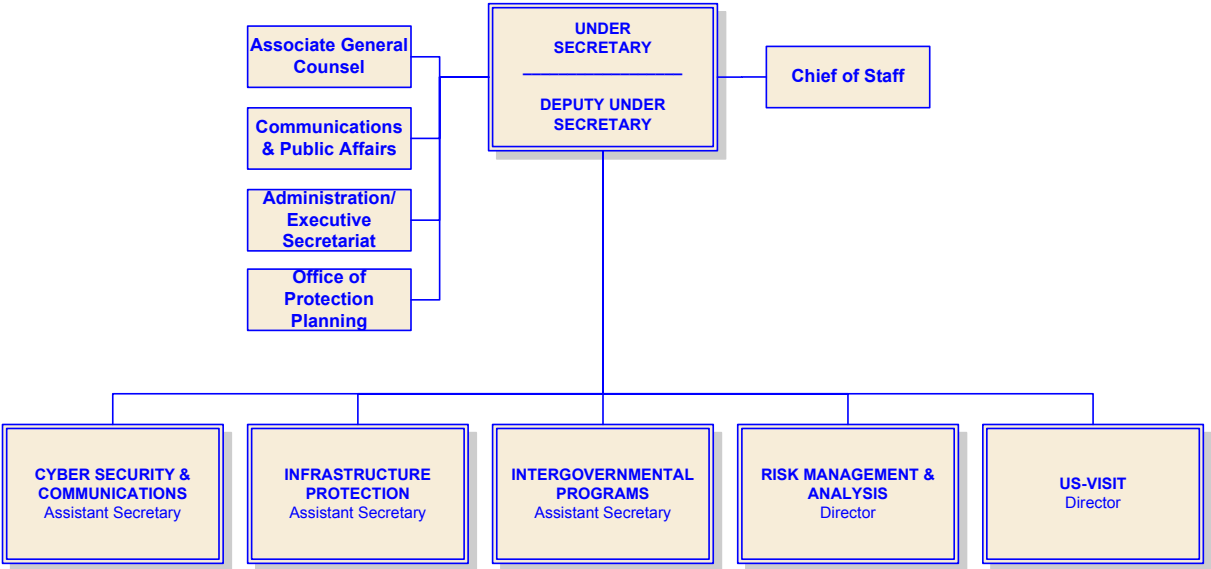 UNDER
SECRETARY
DEPUTY UNDER
SECRETARY
Associate General
Counsel
Communications
& Public Affairs
Administration/
Executive
Secretariat
Office of
Protection
Planning
Chief of Staff
CYBER SECURITY &
COMMUNICATIONS
Assistant Secretary
INFRASTRUCTURE
PROTECTION
Assistant Secretary
INTERGOVERNMENTAL
PROGRAMS
Assistant Secretary
RISK MANAGEMENT &
ANALYSIS
Director
US-VISIT
Director